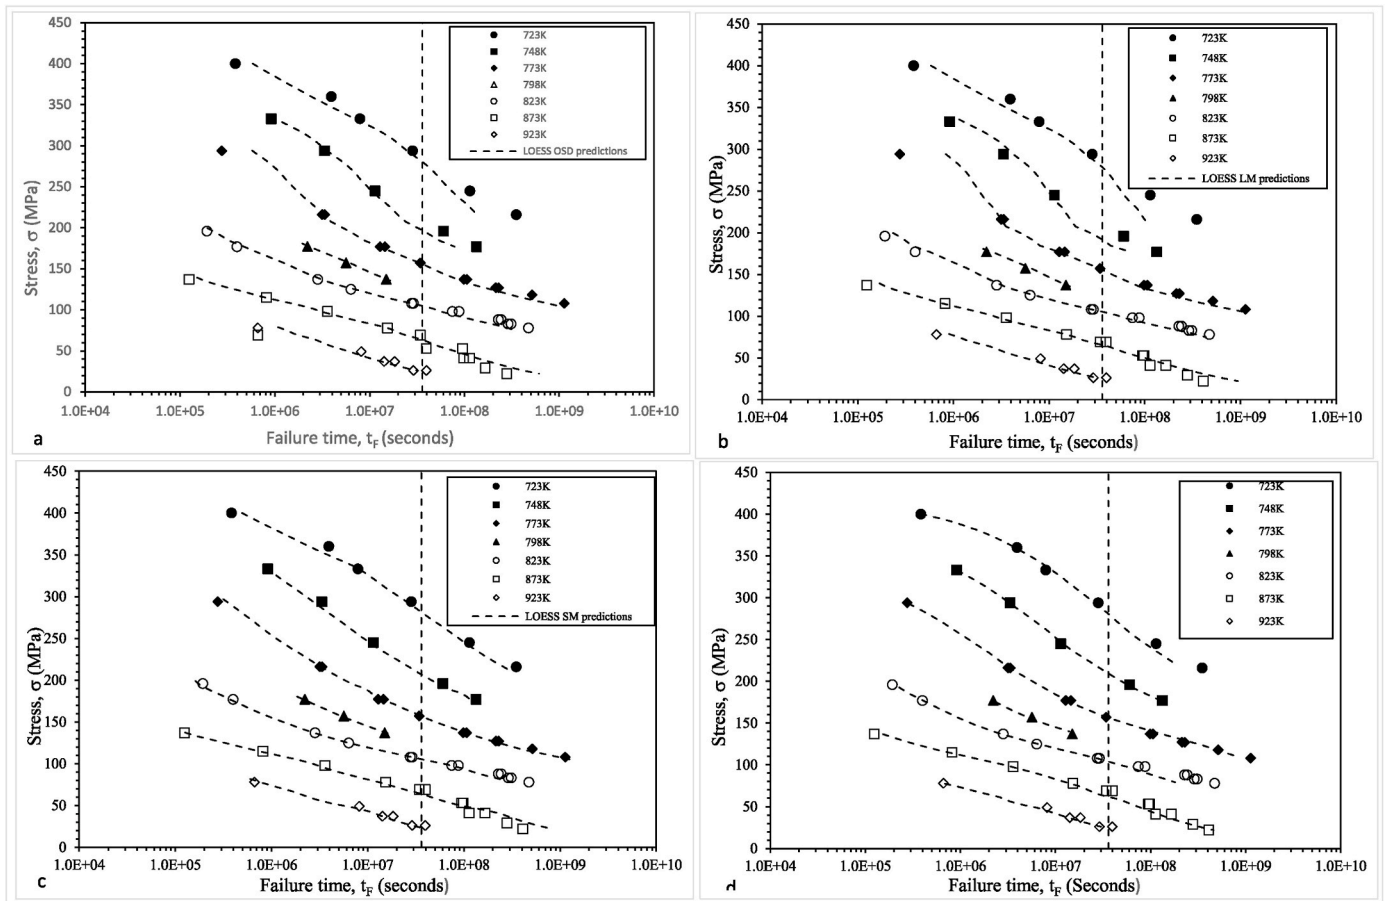 450
400
350
300
250
200
150
100
50
0
Stress, σ (MPa)
723K
748K
773K
798K
823K
873K
923K
LOESS OSD predictions
1.0E+04 1.0E+05 1.0E+06 1.0E+07 1.0E+08 1.0E+09 1.0E+10
Failure time, tF (seconds)
a
450
400
350
300
250
200
150
100
50
0
Stress, σ (MPa)
723K
748K
773K
798K
823K
873K
923K
LOESS LM predictions
1.0E+04 1.0E+05 1.0E+06 1.0E+07 1.0E+08 1.0E+09 1.0E+10
Failure time, tF (seconds)
b
450
400
350
300
250
200
150
100
50
0
Stress, σ (MPa)
723K
748K
773K
798K
823K
873K
923K
LOESS SM predictions
1.0E+04 1.0E+05 1.0E+06 1.0E+07 1.0E+08 1.0E+09 1.0E+10
Failure time, tF (seconds)
c
450
400
350
300
250
200
150
100
50
0
Stress, σ (MPa)
723K
748K
773K
798K
823K
873K
923K
1.0E+04 1.0E+05 1.0E+06 1.0E+07 1.0E+08 1.0E+09 1.0E+10
Failure time, tF (Seconds)
d